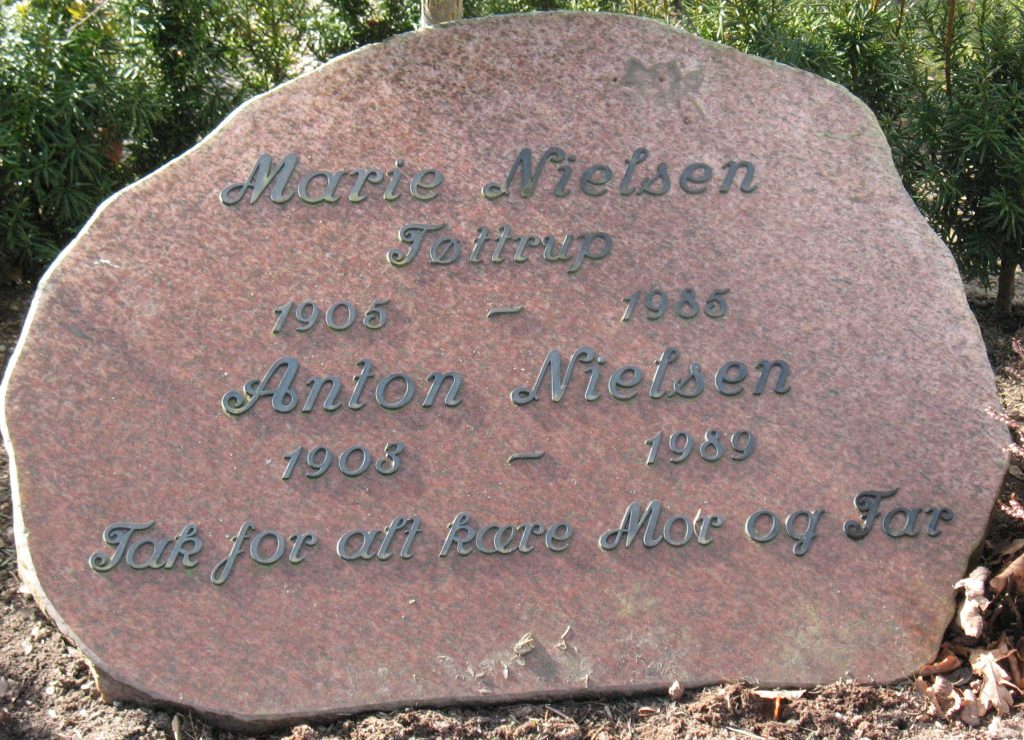 Marie Nielsen
Tøttrup
1905 - 1985
Anton Nielsen
1903 - 1989
Tak for alt kære Mor og Far